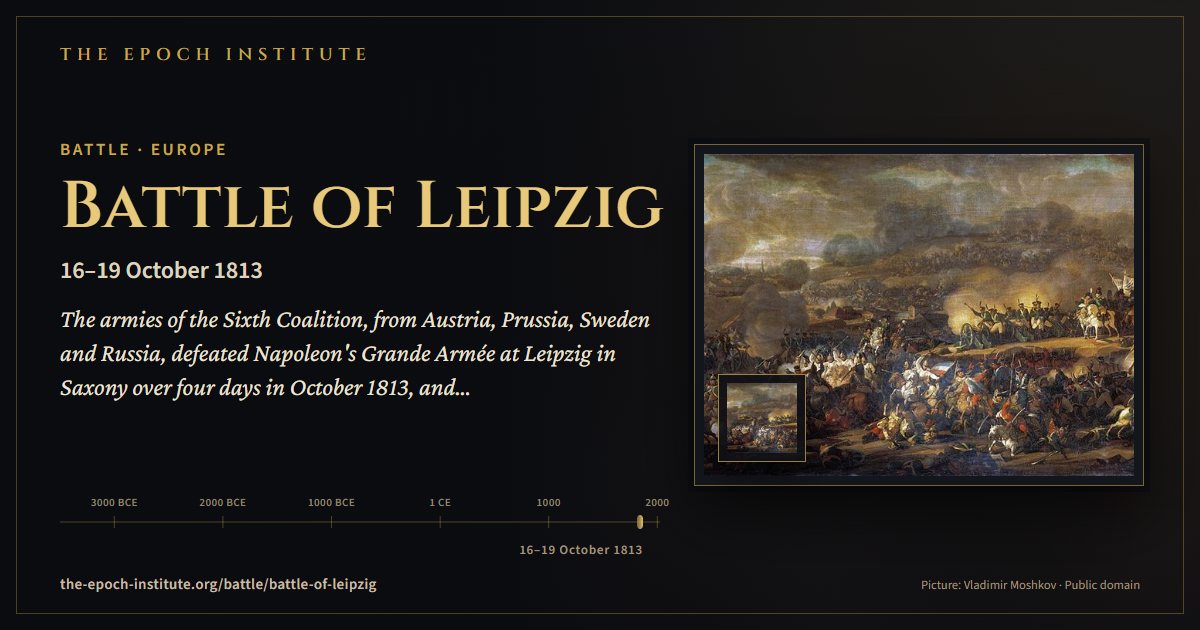 THE EPOCH INSTITUTE
BATTLE · EUROPE
BATTLE OF LEIPZIG
16–19 October 1813
The armies of the Sixth Coalition, from Austria, Prussia, Sweden
and Russia, defeated Napoleon's Grande Armée at Leipzig in
Saxony over four days in October 1813, and...
3000 BCE 2000 BCE 1000 BCE 1 CE 1000 2000
16–19 October 1813
the-epoch-institute.org/battle/battle-of-leipzig
Picture: Vladimir Moshkov · Public domain